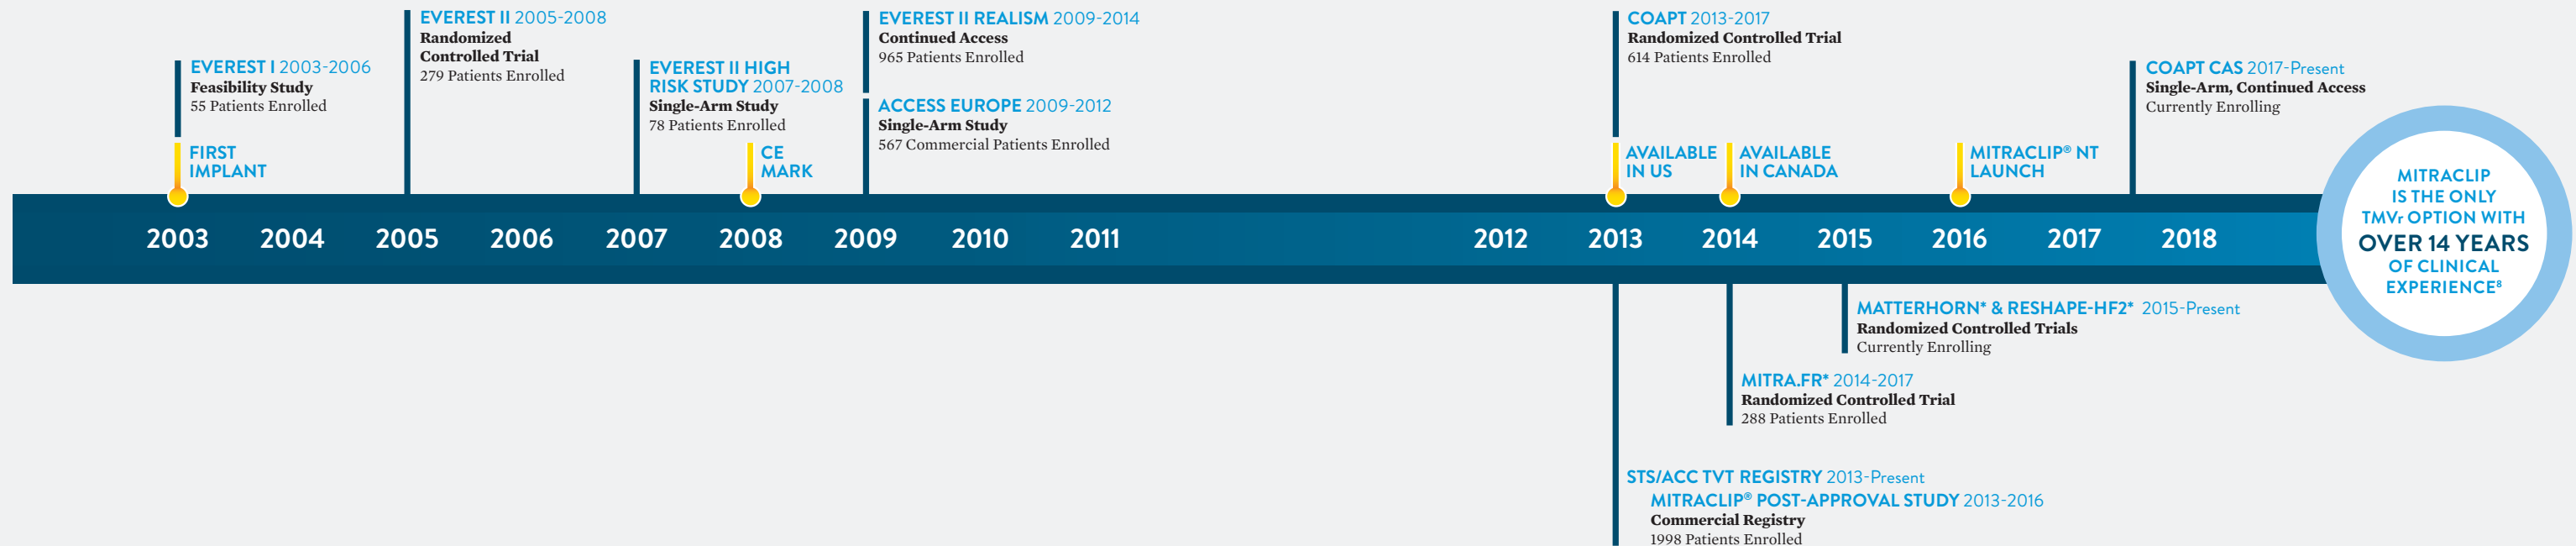 EVEREST I 2003-2006
Feasibility Study
55 Patients Enrolled
FIRST
IMPLANT
EVEREST II 2005-2008
Randomized
Controlled Trial
279 Patients Enrolled
EVEREST II HIGH
RISK STUDY 2007-2008
Single-Arm Study
78 Patients Enrolled
CE
MARK
EVEREST II REALISM 2009-2014
Continued Access
965 Patients Enrolled
ACCESS EUROPE 2009-2012
Single-Arm Study
567 Commercial Patients Enrolled
COAPT 2013-2017
Randomized Controlled Trial
614 Patients Enrolled
AVAILABLE
IN US
AVAILABLE
IN CANADA
MITRACLIP® NT
LAUNCH
COAPT CAS 2017-Present
Single-Arm, Continued Access
Currently Enrolling
2003 2004 2005 2006 2007 2008 2009 2010 2011 2012 2013 2014 2015 2016 2017 2018
MITRACLIP
IS THE ONLY
TMVr OPTION WITH
OVER 14 YEARS
OF CLINICAL
EXPERIENCE⁸
MATTERHORN* & RESHAPE-HF2* 2015-Present
Randomized Controlled Trials
Currently Enrolling
MITRA.FR* 2014-2017
Randomized Controlled Trial
288 Patients Enrolled
STS/ACC TVT REGISTRY 2013-Present
MITRACLIP® POST-APPROVAL STUDY 2013-2016
Commercial Registry
1998 Patients Enrolled